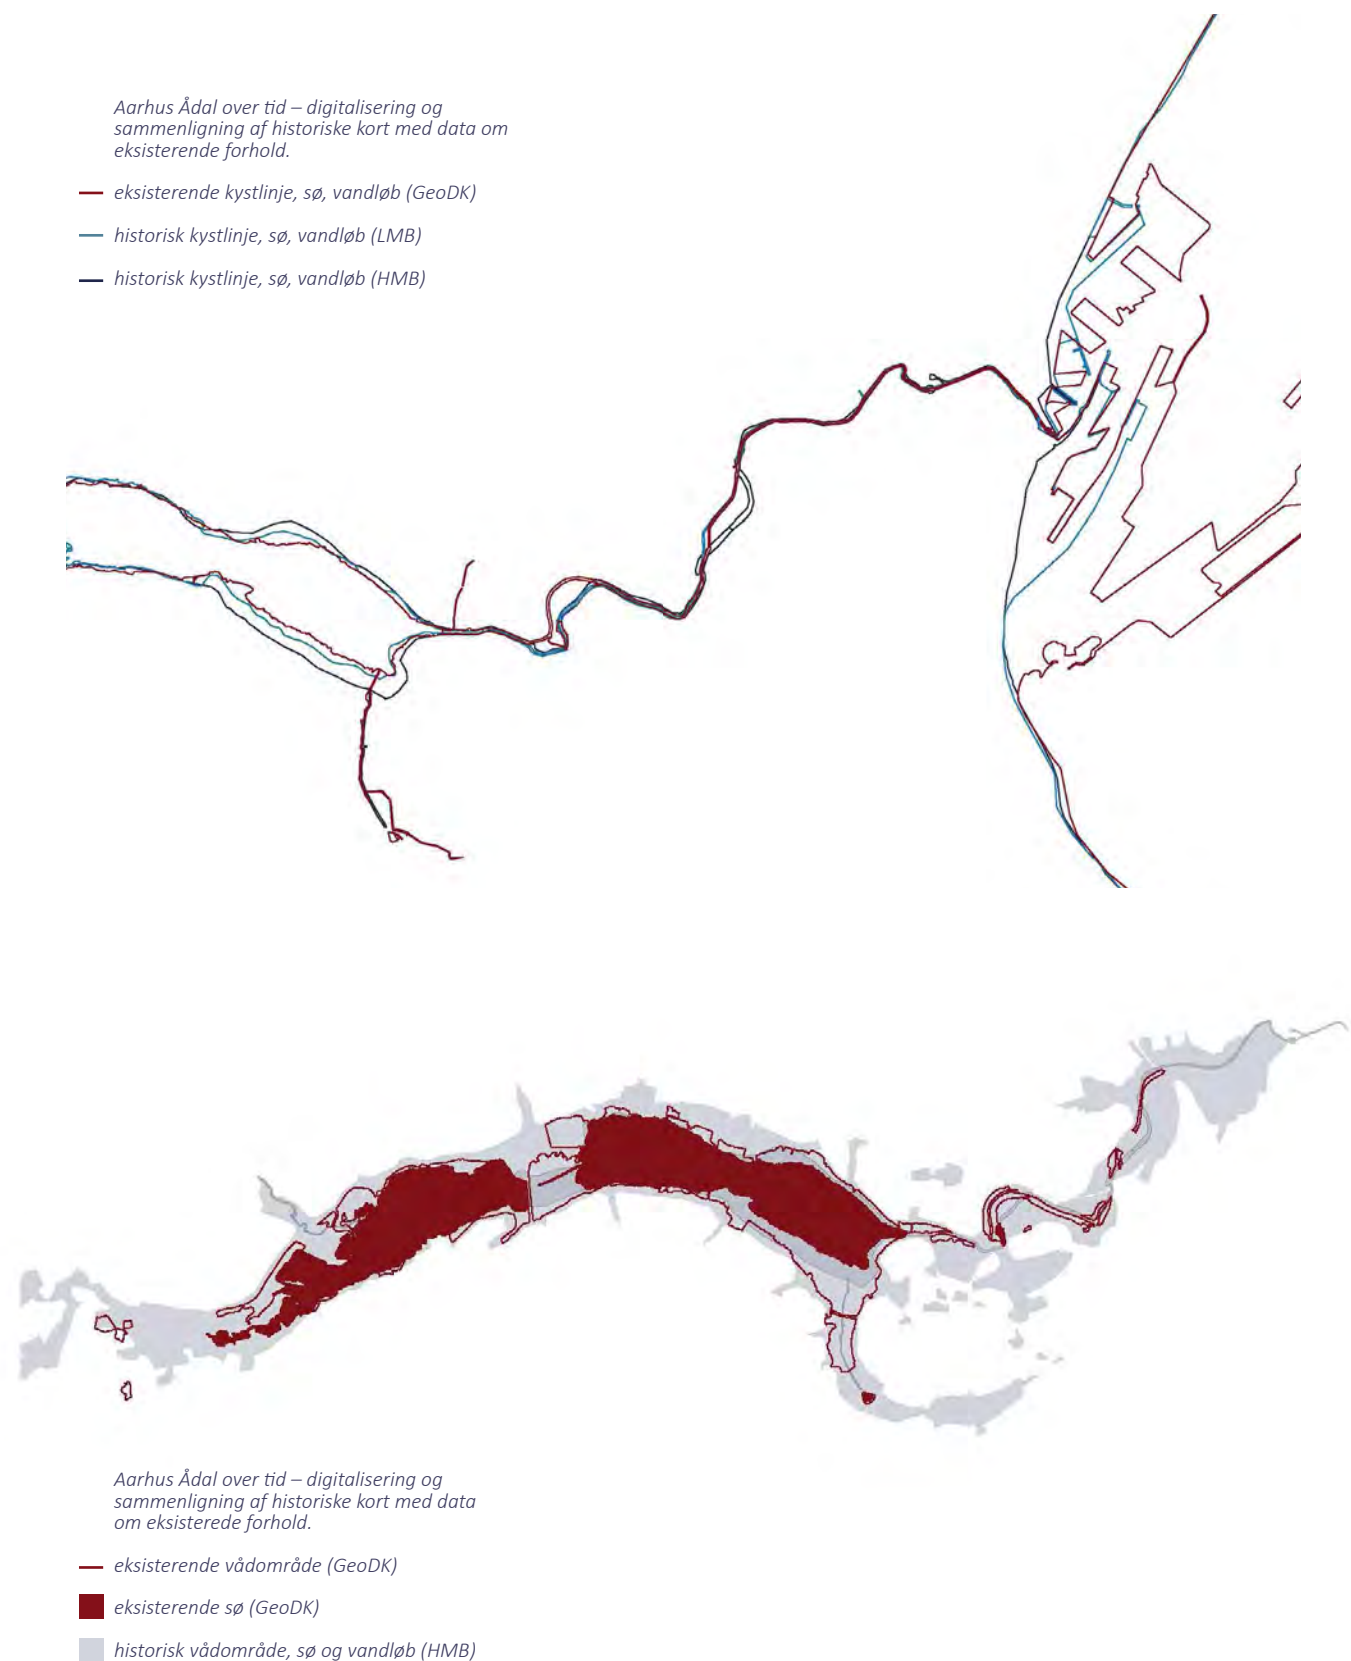 Aarhus Ådal over tid – digitalisering og
sammenligning af historiske kort med data om
eksisterende forhold.
eksisterende kystlinje, sø, vandløb (GeoDK)
historisk kystlinje, sø, vandløb (LMB)
historisk kystlinje, sø, vandløb (HMB)
Aarhus Ådal over tid – digitalisering og
sammenligning af historiske kort med data
om eksisterede forhold.
eksisterende vådområde (GeoDK)
eksisterende sø (GeoDK)
historisk vådområde, sø og vandløb (HMB)